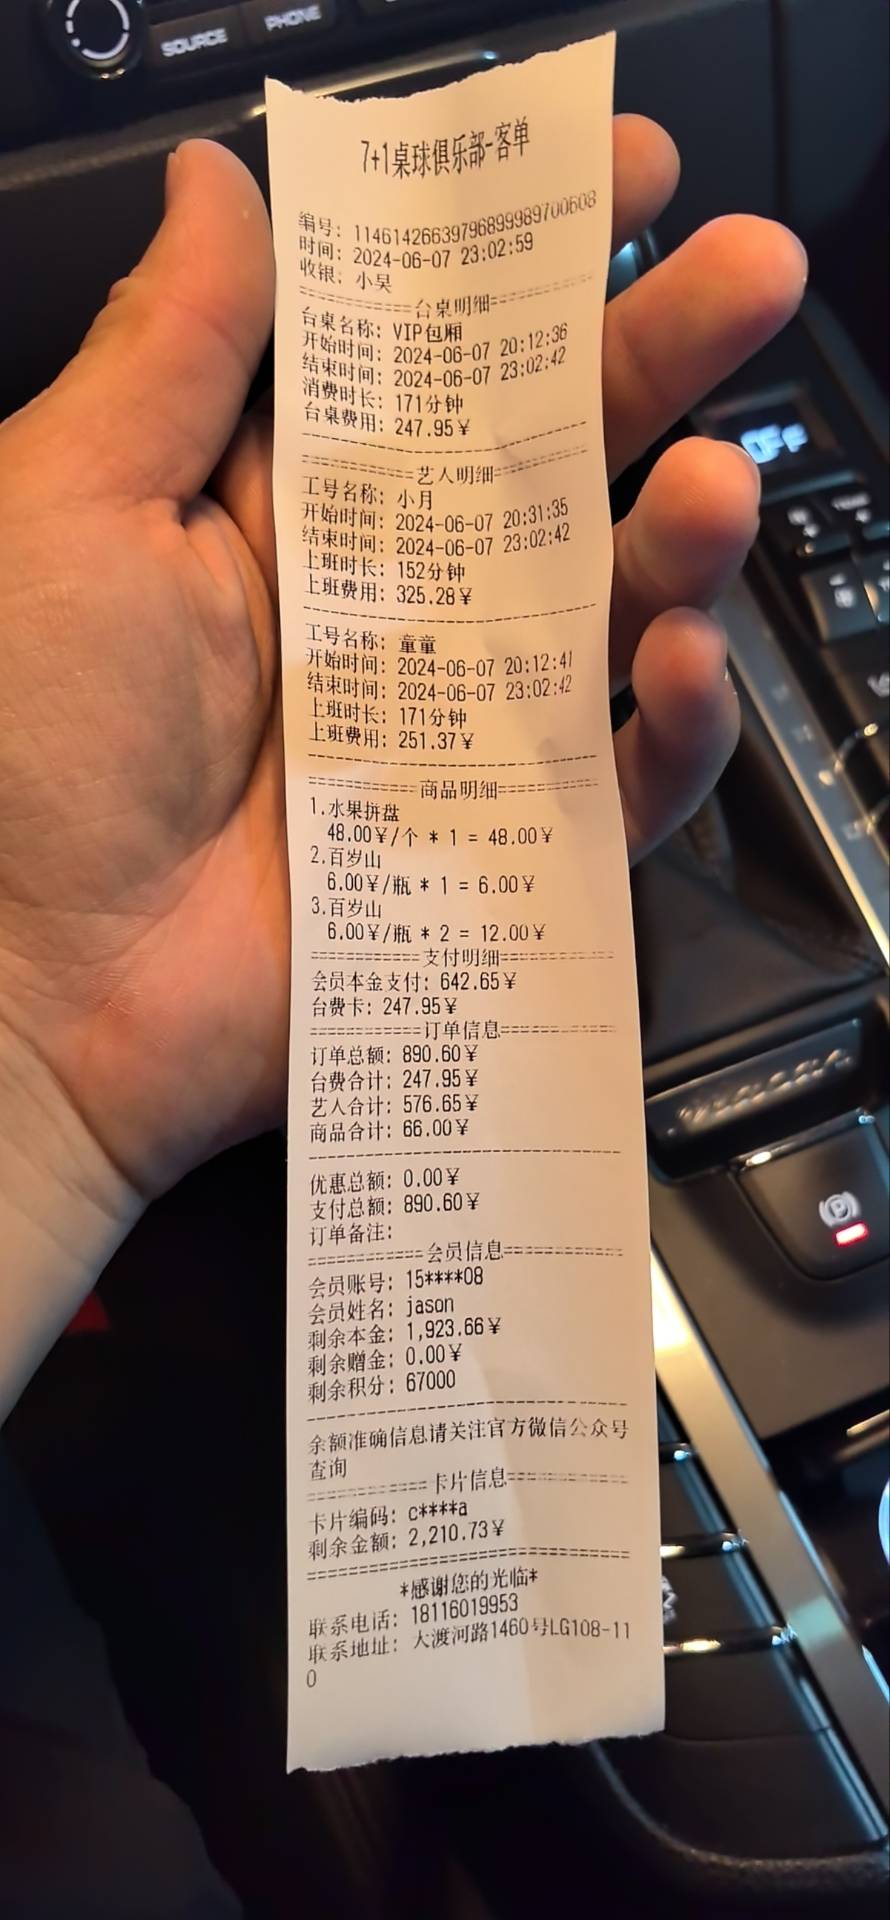 SOURCE
PHONE
7+1桌球俱乐部-客单
编号: 1146142663979689998970060​8
时间: 2024-06-07 23:02:59
收银: 小昊
===========台桌明细===========
台桌名称: VIP包厢
开始时间: 2024-06-07 20:12:36
结束时间: 2024-06-07 23:02:42
消费时长: 171分钟
台桌费用: 247.95¥
===========艺人明细===========
工号名称: 小月
开始时间: 2024-06-07 20:31:35
结束时间: 2024-06-07 23:02:42
上班时长: 152分钟
上班费用: 325.28¥
工号名称: 童童
开始时间: 2024-06-07 20:12:41
结束时间: 2024-06-07 23:02:42
上班时长: 171分钟
上班费用: 251.37¥
===========商品明细===========
1.水果拼盘
48.00¥/个 * 1 = 48.00¥
2.百岁山
6.00¥/瓶 * 1 = 6.00¥
3.百岁山
6.00¥/瓶 * 2 = 12.00¥
===========支付明细===========
会员本金支付: 642.65¥
台费卡: 247.95¥
===========订单信息===========
订单总额: 890.60¥
台费合计: 247.95¥
艺人合计: 576.65¥
商品合计: 66.00¥
优惠总额: 0.00¥
支付总额: 890.60¥
订单备注:
===========会员信息===========
会员账号: 15****08
会员姓名: jason
剩余本金: 1,923.66¥
剩余赠金: 0.00¥
剩余积分: 67000
余额准确信息请关注官方微信公众号
查询
===========卡片信息===========
卡片编码: c****a
剩余金额: 2,210.73¥
*感谢您的光临*
联系电话: 18116019953
联系地址: 大渡河路1460号LG108-11
0
OFF
P